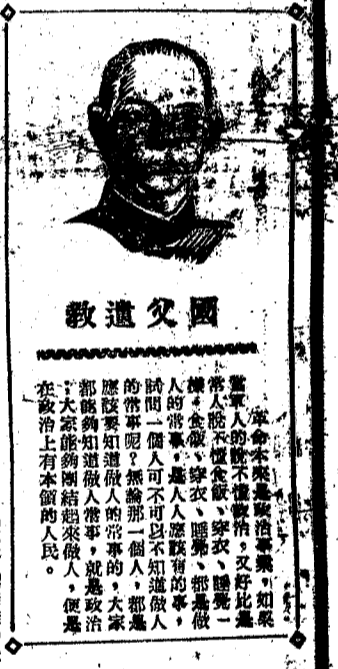 國父遺教
革命本來是政治事業，如果
當軍人的說不懂政治，又好比是
常人說不懂食飯、穿衣、睡覺一
樣。食飯、穿衣、睡覺、都是做
人的常事，是人人應該有的事，
試問一個人可不可以不知道做人
的常事呢？無論那一個人，都是
應該要知道做人的常事的，大家
都能夠知道做人常事，就是政治
；大家能夠團結起來做人，便是
在政治上有本領的人民。